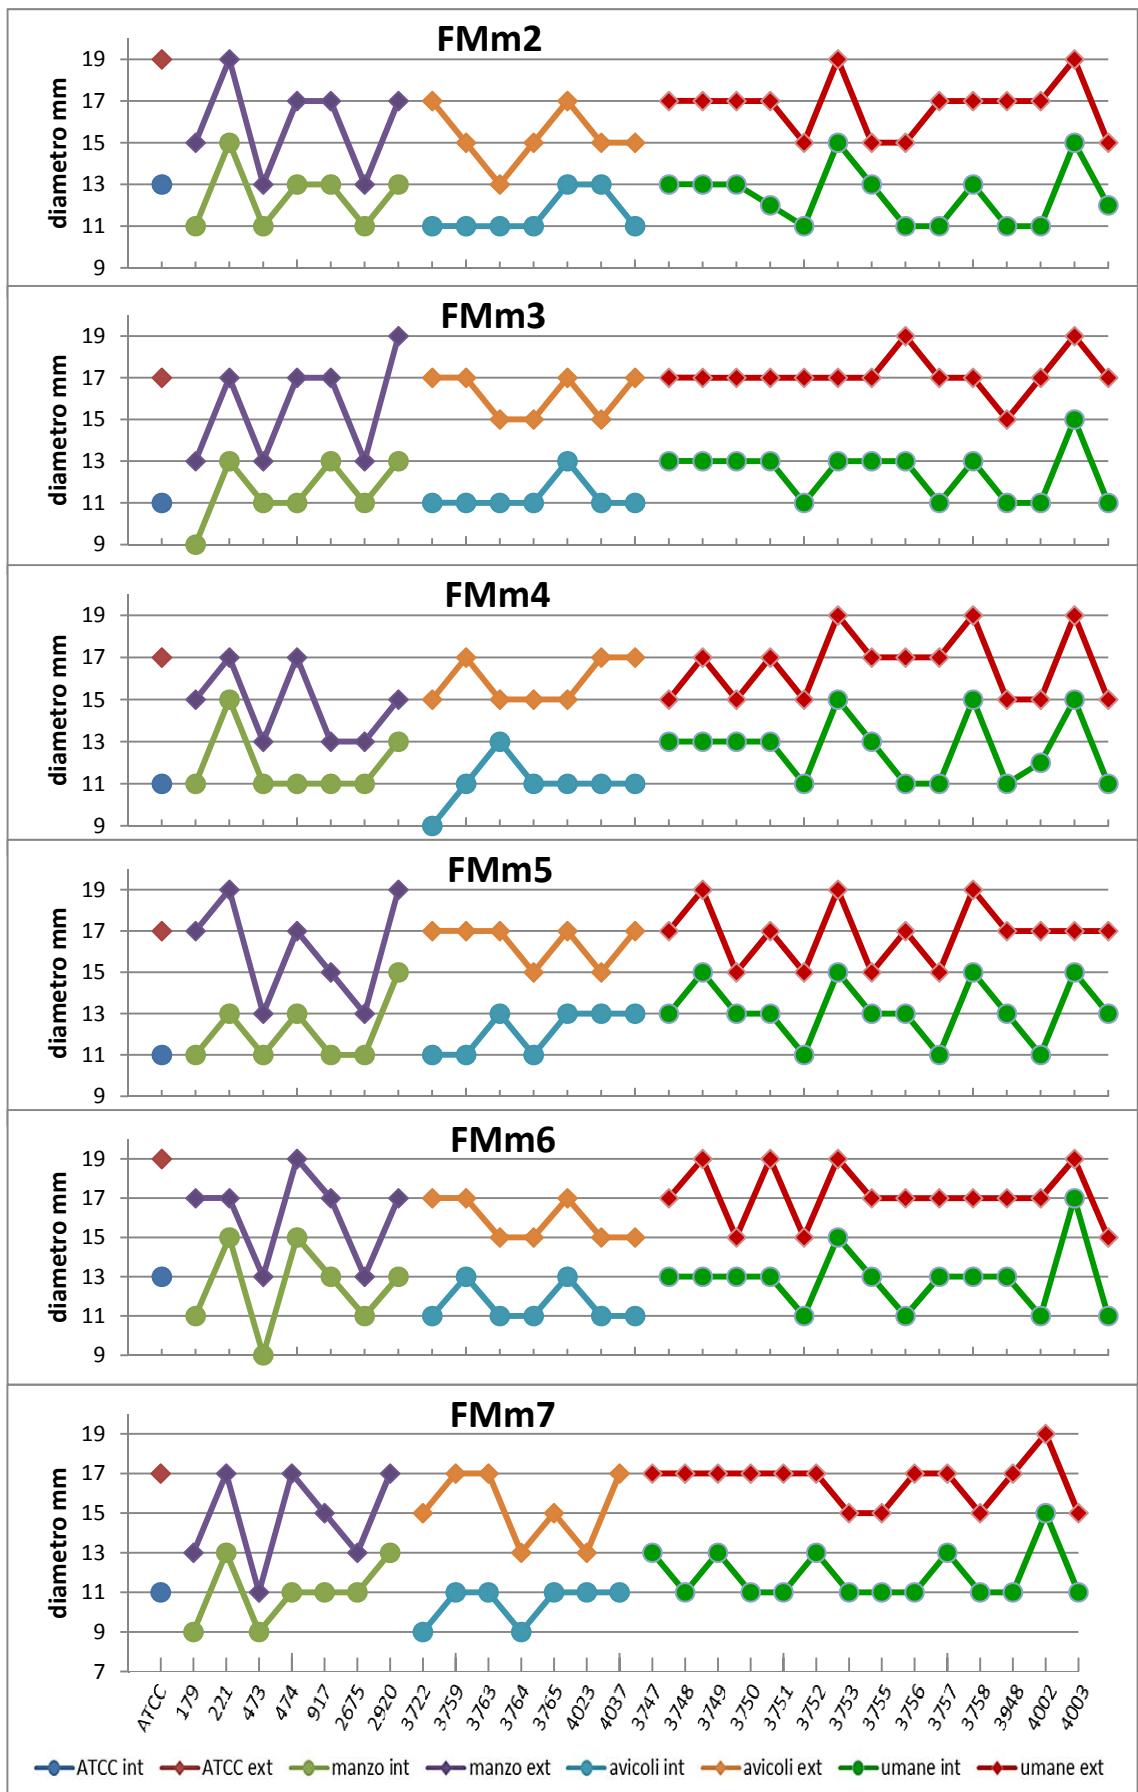 FMm2
19
17
15
13
11
9
diametro mm
FMm3
19
17
15
13
11
9
diametro mm
FMm4
19
17
15
13
11
9
diametro mm
FMm5
19
17
15
13
11
9
diametro mm
FMm6
19
17
15
13
11
9
diametro mm
FMm7
19
17
15
13
11
9
7
diametro mm
ATCC 179 221 473 474 917 2675 2920 3722 3759 3763 3764 3765 4023 4037 3747 3748 3749 3750 3751 3752 3753 3755 3756 3757 3758 3948 4002 4003
ATCC int ATCC ext manzo int manzo ext avicoli int avicoli ext umane int umane ext